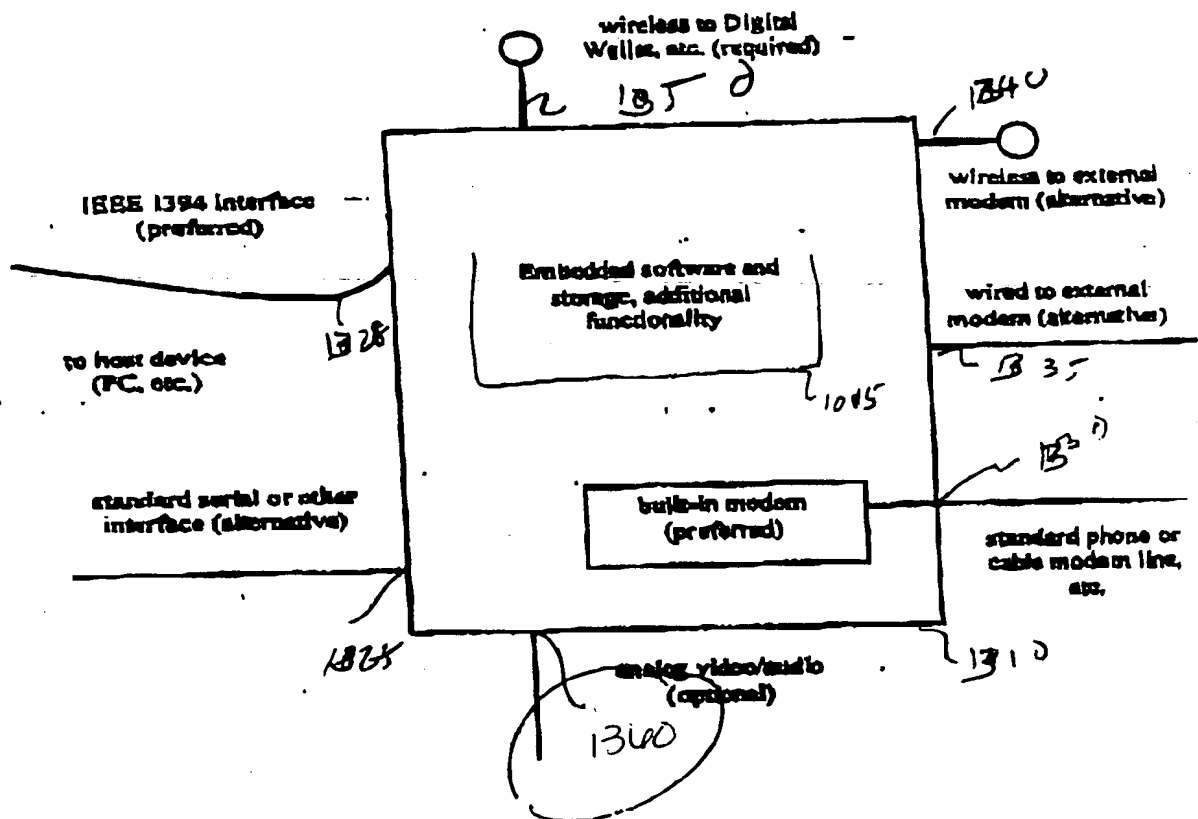 wireless to Digital
Wallet, etc. (required)
1340
wireless to external
modem (alternative)
IEEE 1394 interface
(preferred)
Embedded software and
storage, additional
functionality
wired to external
modem (alternative)
1328
to host device
(PC, etc.)
1335
1330
standard serial or other
interface (alternative)
built-in modem
(preferred)
standard phone or
cable modem line,
etc.
1325
1310
analog video/audio
(optional)
1360